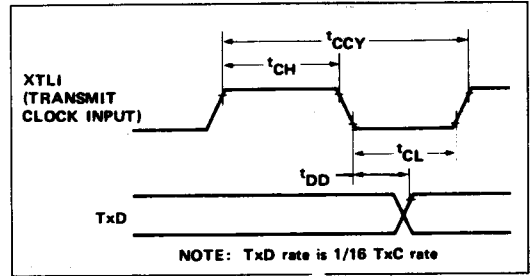 tCCY
tCH
XTLI
(TRANSMIT
CLOCK INPUT)
tCL
tDD
TxD
NOTE: TxD rate is 1/16 TxC rate